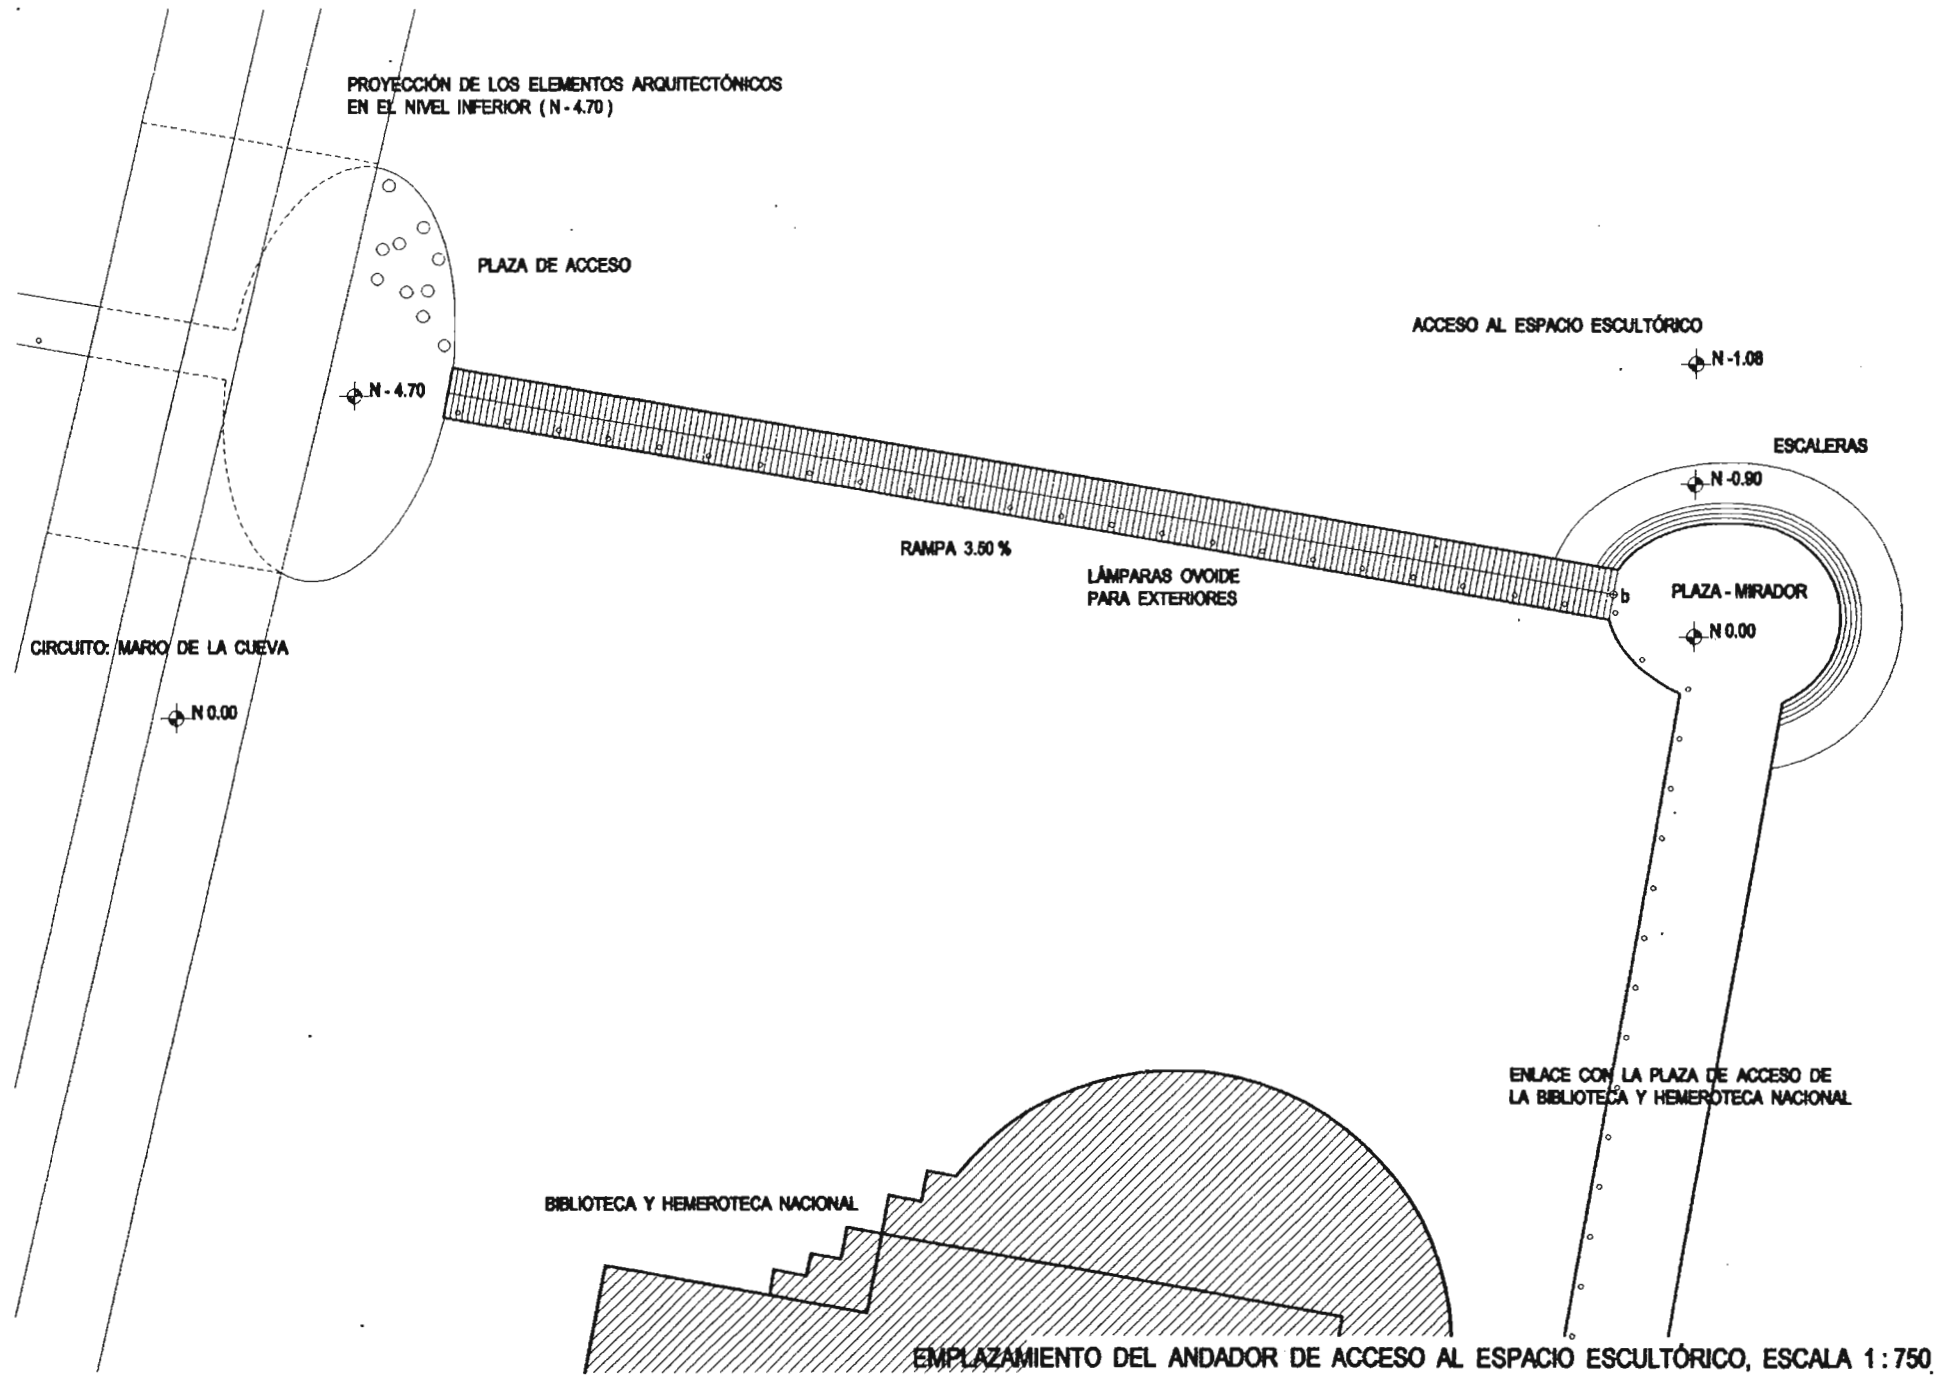 PROYECCIÓN DE LOS ELEMENTOS ARQUITECTÓNICOS
EN EL NIVEL INFERIOR ( N - 4.70 )
PLAZA DE ACCESO
ACCESO AL ESPACIO ESCULTÓRICO
N -1.08
N - 4.70
ESCALERAS
N -0.90
RAMPA 3.50 %
LÁMPARAS OVOIDE
PARA EXTERIORES
b
PLAZA - MIRADOR
N 0.00
CIRCUITO: MARIO DE LA CUEVA
N 0.00
ENLACE CON LA PLAZA DE ACCESO DE
LA BIBLIOTECA Y HEMEROTECA NACIONAL
BIBLIOTECA Y HEMEROTECA NACIONAL
EMPLAZAMIENTO DEL ANDADOR DE ACCESO AL ESPACIO ESCULTÓRICO, ESCALA 1 : 750